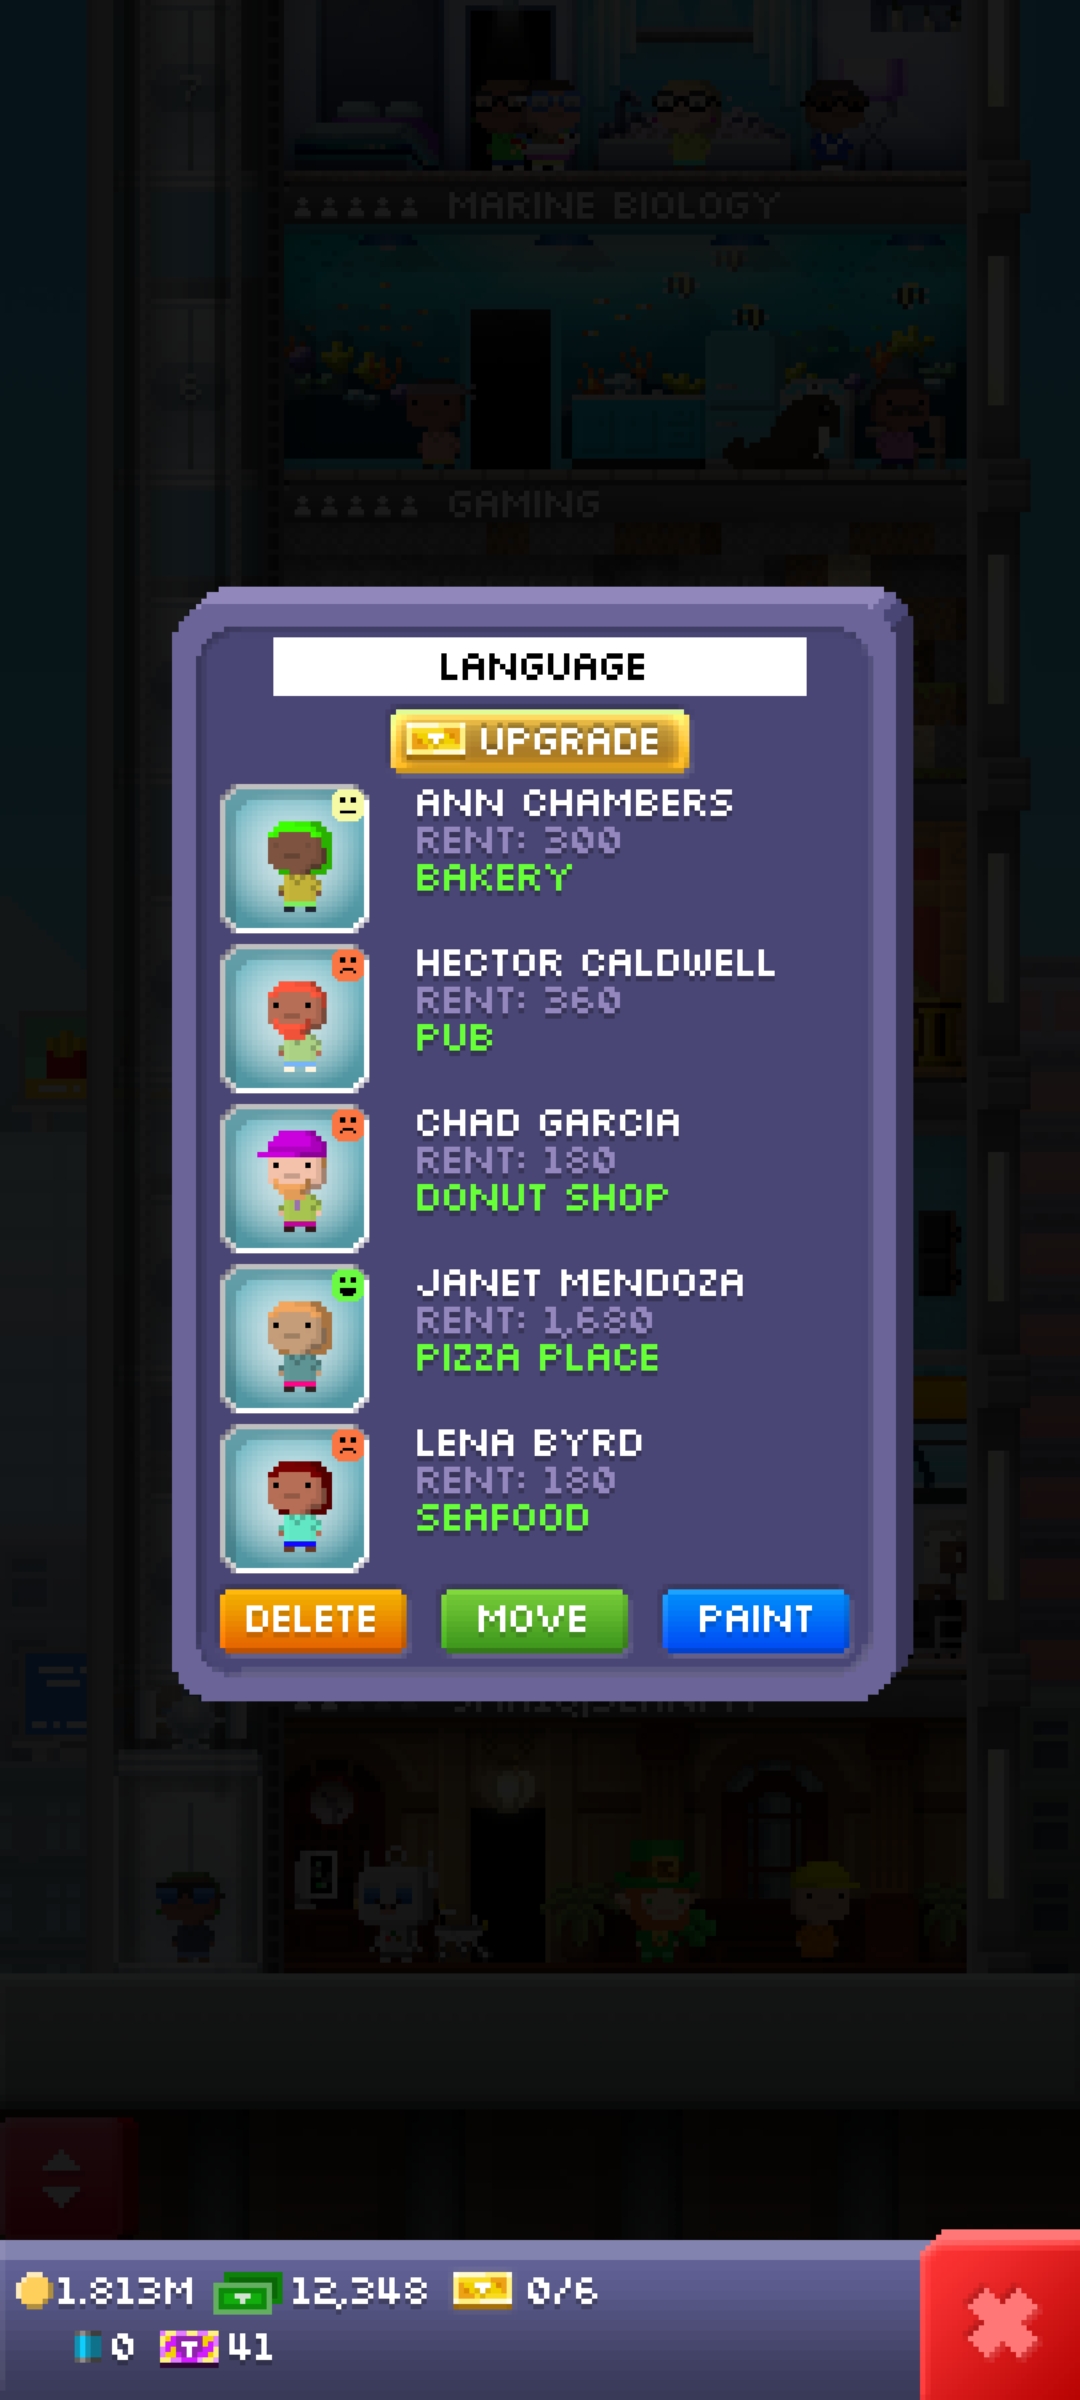 7
MARINE BIOLOGY
6
GAMING
LANGUAGE
UPGRADE
ANN CHAMBERS
RENT: 300
BAKERY
HECTOR CALDWELL
RENT: 360
PUB
CHAD GARCIA
RENT: 180
DONUT SHOP
JANET MENDOZA
RENT: 1,680
PIZZA PLACE
LENA BYRD
RENT: 180
SEAFOOD
DELETE MOVE PAINT
1.813M 12,348 0/6
0 41